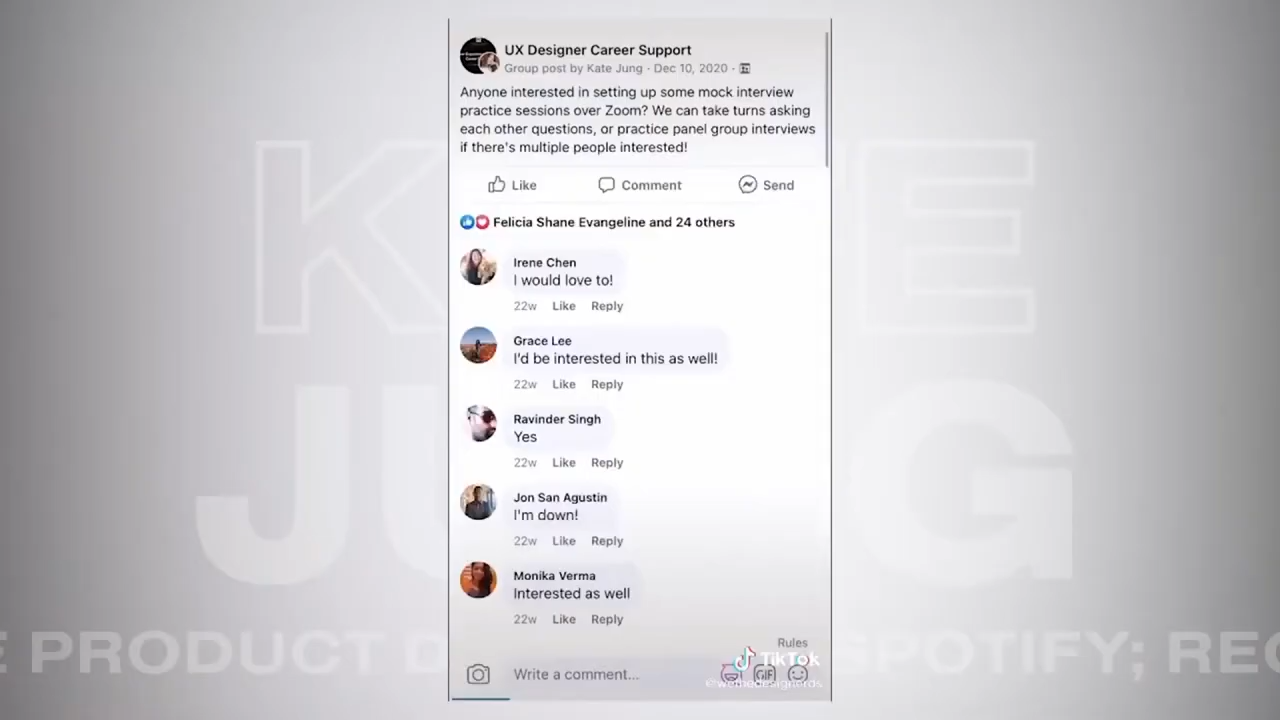 UX Designer Career Support
Group post by Kate Jung · Dec 10, 2020 ·
Anyone interested in setting up some mock interview
practice sessions over Zoom? We can take turns asking
each other questions, or practice panel group interviews
if there's multiple people interested!
Like Comment Send
Felicia Shane Evangeline and 24 others
Irene Chen
I would love to!
22w Like Reply
Grace Lee
I'd be interested in this as well!
22w Like Reply
Ravinder Singh
Yes
22w Like Reply
Jon San Agustin
I'm down!
22w Like Reply
Monika Verma
Interested as well
22w Like Reply
Rules
Write a comment...
GIF
TikTok
@wethedesignerds
K E
JU G
E PRODUCT D SPOTIFY; REC